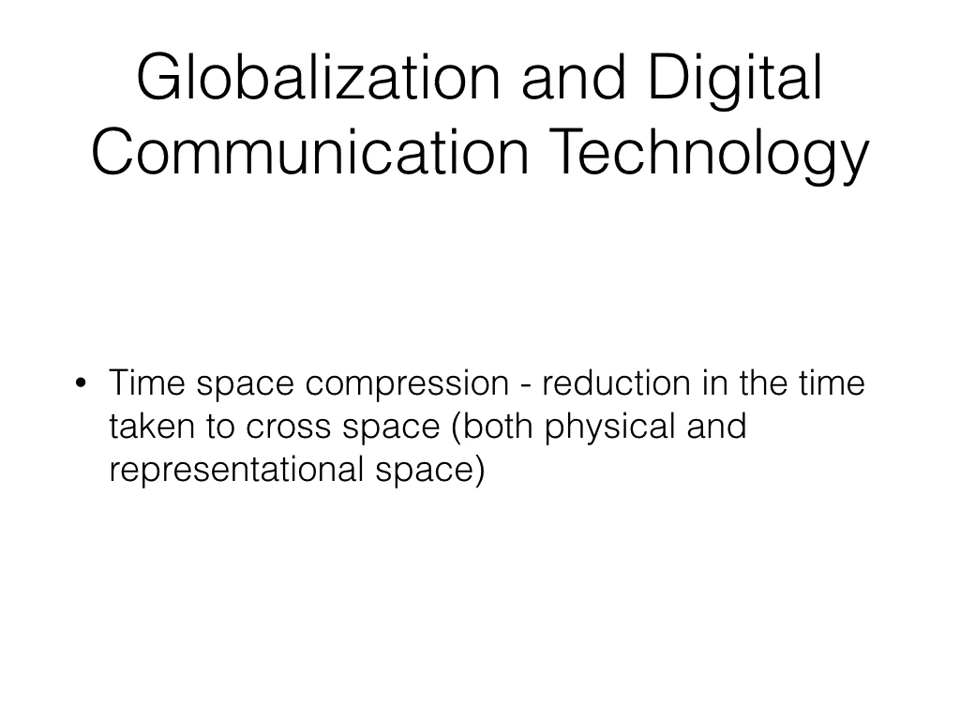 Globalization and Digital
Communication Technology
• Time space compression - reduction in the time
taken to cross space (both physical and
representational space)